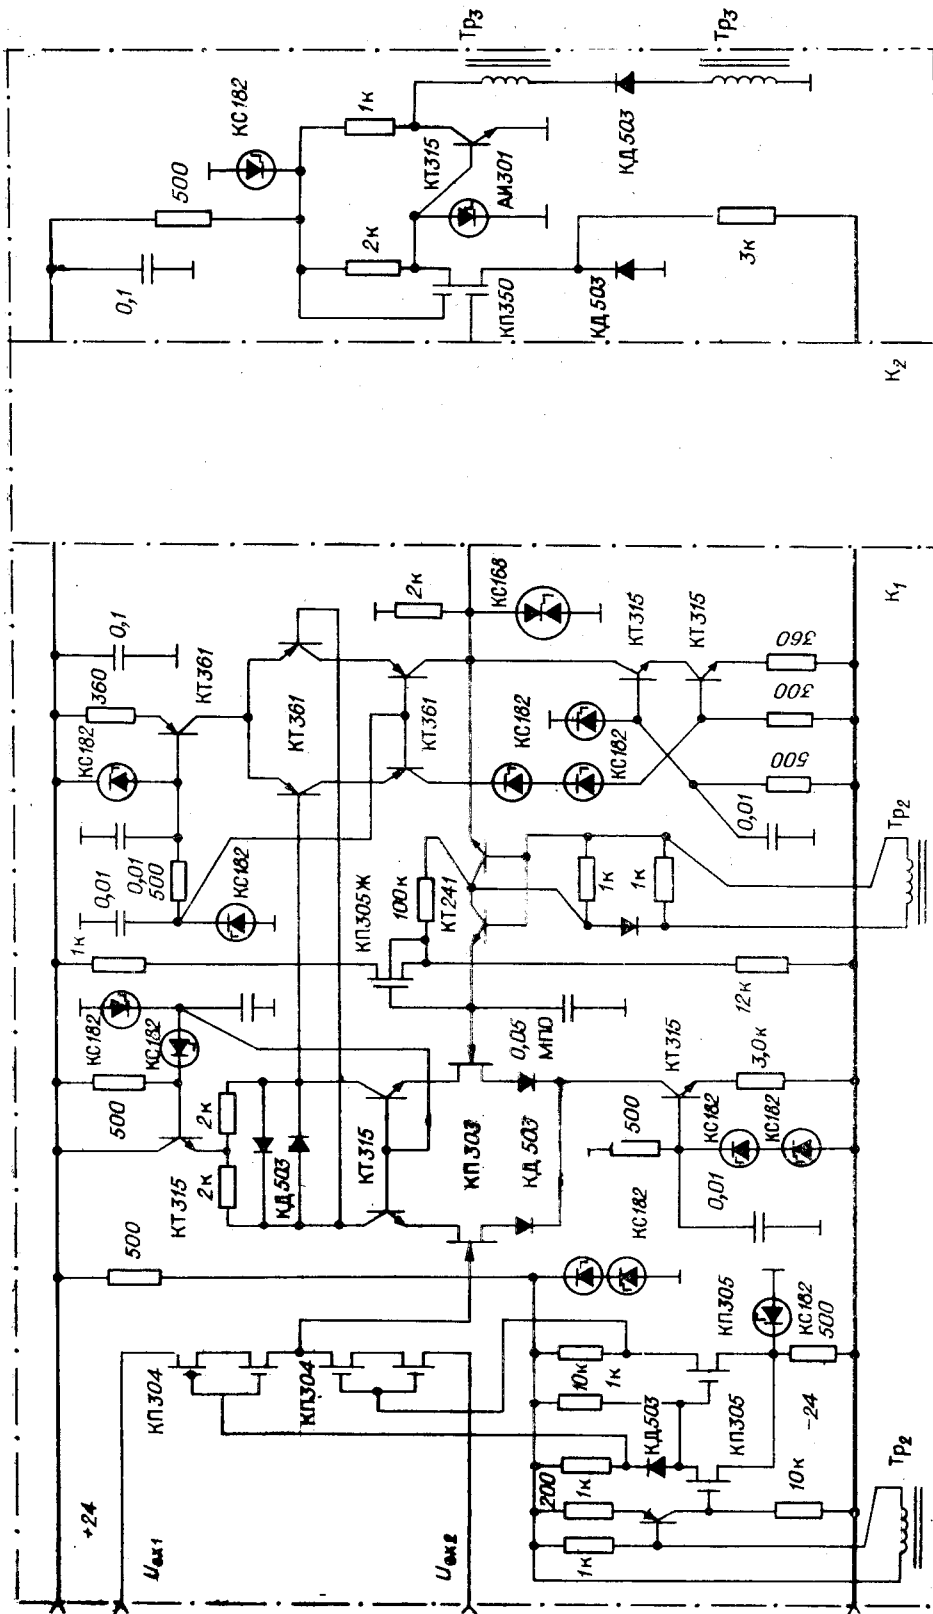 Тр3
Тр3
КС182
500
1к
0,1
2к
КТ315
АИ301
КД503
КП350
КД503
3к
К2
0,1
КТ361
360
КС182
КТ361
КТ361
2к
КС168
КТ315
КТ315
360
К1
КС182
КС182
300
500
0,01
0,01
0,01
500
КС182
КП305Ж
100к
КТ241
1к
1к
Тр2
1к
КС182
КС182
500
12к
0,05
МПО
КТ315
3,0к
2к
2к
КТ315
КД503
КТ315
КП303
КД503
500
КС182
КС182
0,01
КС182
500
КП305
КС182
500
КП304
КП304
10к
1к
КД503
КП305
-24
200
1к
10к
1к
Тр2
+24
Uвх1
Uвх2